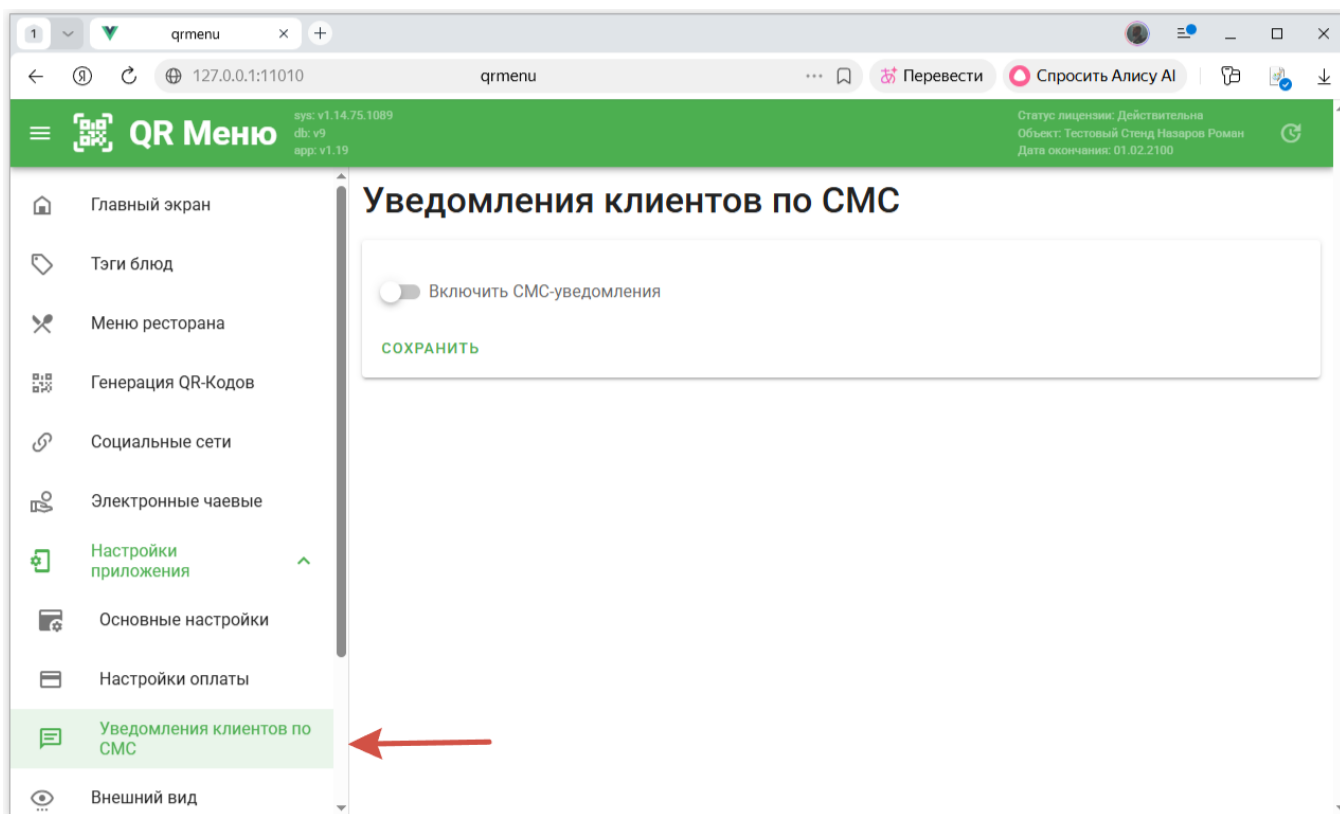 1
qrmenu
127.0.0.1:11010
qrmenu
Перевести
Спросить Алису AI
QR Меню
sys: v1.14.75.1089
db: v9
app: v1.19
Статус лицензии: Действительна
Объект: Тестовый Стенд Назаров Роман
Дата окончания: 01.02.2100
Главный экран
Тэги блюд
Меню ресторана
Генерация QR-Кодов
Социальные сети
Электронные чаевые
Настройки
приложения
Основные настройки
Настройки оплаты
Уведомления клиентов по
СМС
Внешний вид
Уведомления клиентов по СМС
Включить СМС-уведомления
СОХРАНИТЬ